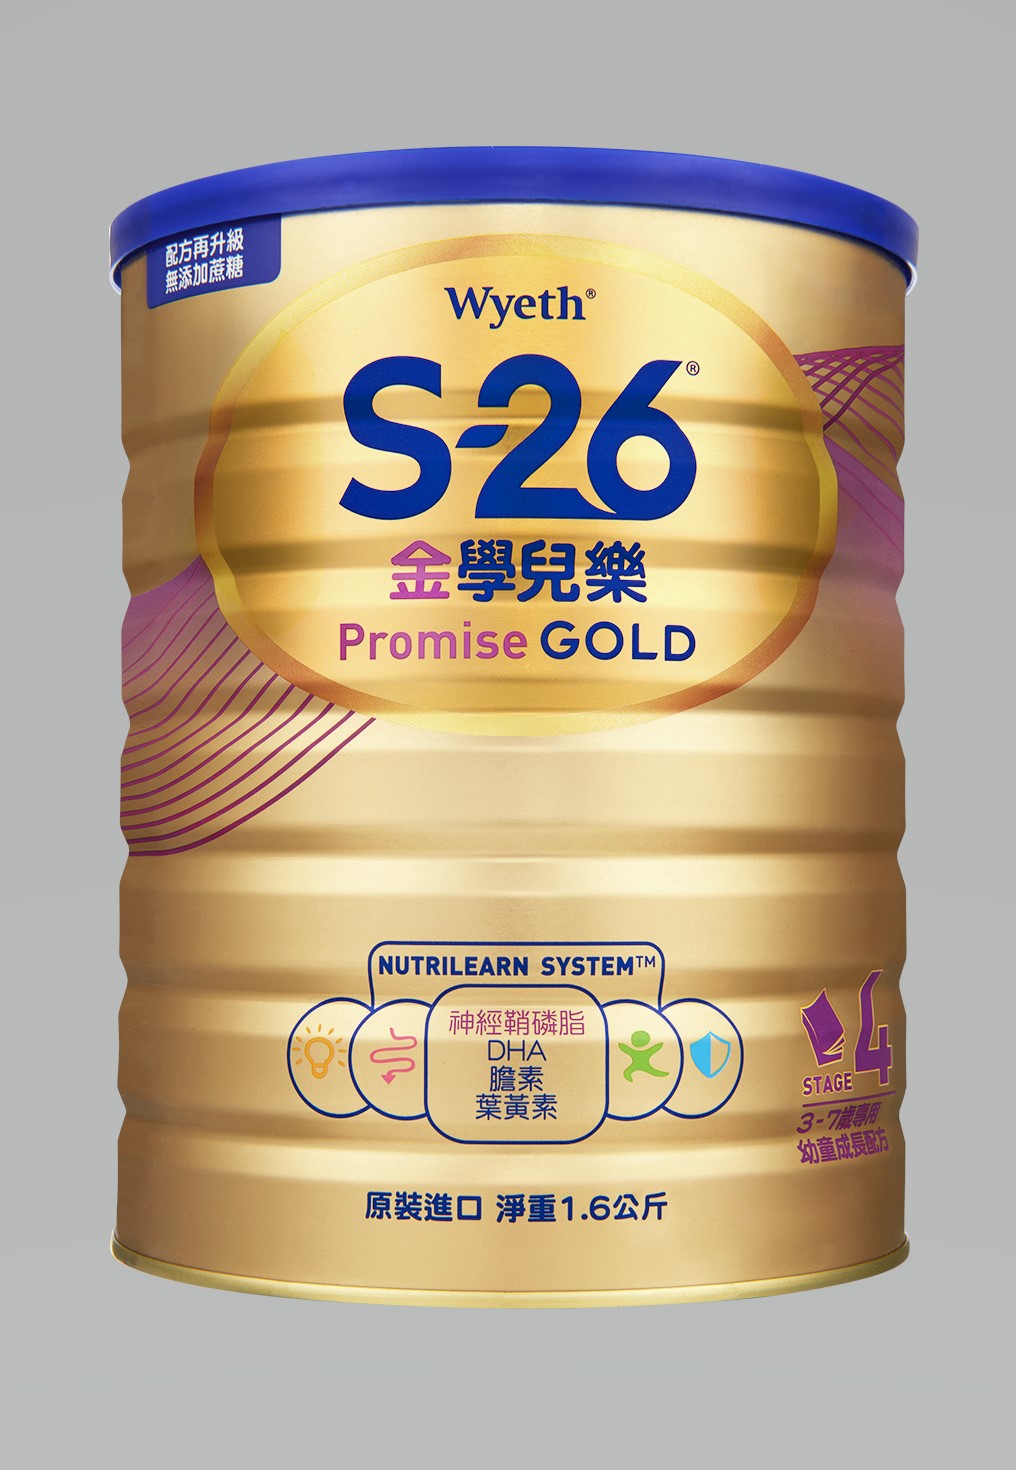 配方再升級
無添加蔗糖
Wyeth®
S-26®
金學兒樂
Promise GOLD
NUTRILEARN SYSTEM™
神經鞘磷脂
DHA
膽素
葉黃素
4
STAGE
3-7歲專用
幼童成長配方
原裝進口 淨重1.6公斤